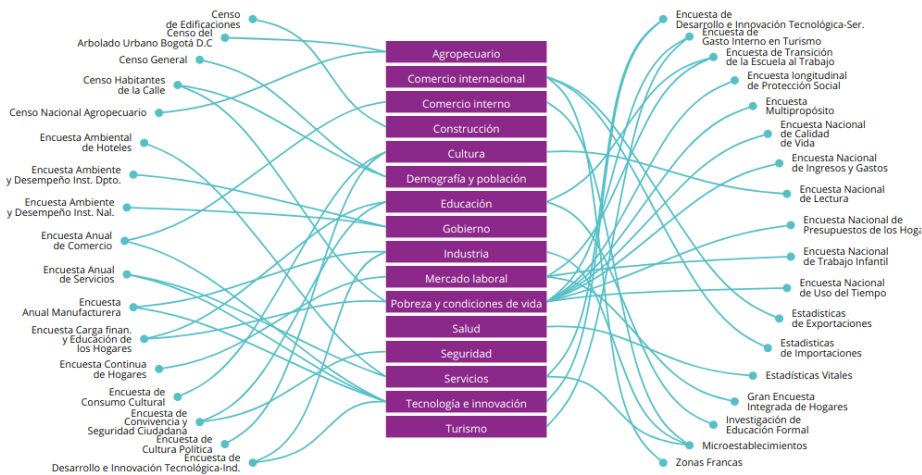 Censo
de Edificaciones
Censo del
Arbolado Urbano Bogotá D.C
Censo General
Censo Habitantes
de la Calle
Censo Nacional Agropecuario
Encuesta Ambiental
de Hoteles
Encuesta Ambiente
y Desempeño Inst. Dpto.
Encuesta Ambiente
y Desempeño Inst. Nal.
Encuesta Anual
de Comercio
Encuesta Anual
de Servicios
Encuesta
Anual Manufacturera
Encuesta Carga finan.
y Educación de
los Hogares
Encuesta Continua
de Hogares
Encuesta de
Consumo Cultural
Encuesta de
Convivencia y
Seguridad Ciudadana
Encuesta de
Cultura Política
Encuesta de
Desarrollo e Innovación Tecnológica-Ind.
Agropecuario
Comercio internacional
Comercio interno
Construcción
Cultura
Demografía y población
Educación
Gobierno
Industria
Mercado laboral
Pobreza y condiciones de vida
Salud
Seguridad
Servicios
Tecnología e innovación
Turismo
Encuesta de
Desarrollo e Innovación Tecnológica-Ser.
Encuesta de
Gasto Interno en Turismo
Encuesta de Transición
de la Escuela al Trabajo
Encuesta longitudinal
de Protección Social
Encuesta
Multipropósito
Encuesta Nacional
de Calidad
de Vida
Encuesta Nacional
de Ingresos y Gastos
Encuesta Nacional
de Lectura
Encuesta Nacional de
Presupuestos de los Hoga
Encuesta Nacional
de Trabajo Infantil
Encuesta Nacional
de Uso del Tiempo
Estadisticas
de Exportaciones
Estadisticas
de Importaciones
Estadísticas Vitales
Gran Encuesta
Integrada de Hogares
Investigación de
Educación Formal
Microestablecimientos
Zonas Francas